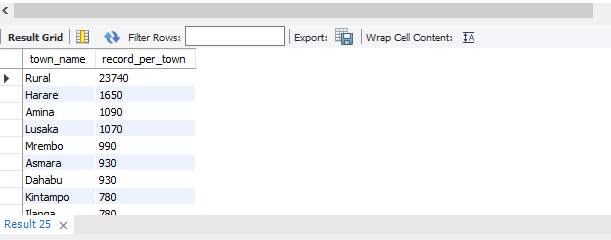 Result Grid Filter Rows: Export: Wrap Cell Content: IA
town_name record_per_town
Rural 23740
Harare 1650
Amina 1090
Lusaka 1070
Mrembo 990
Asmara 930
Dahabu 930
Kintampo 780
Ilanga 780
Result 25 ×